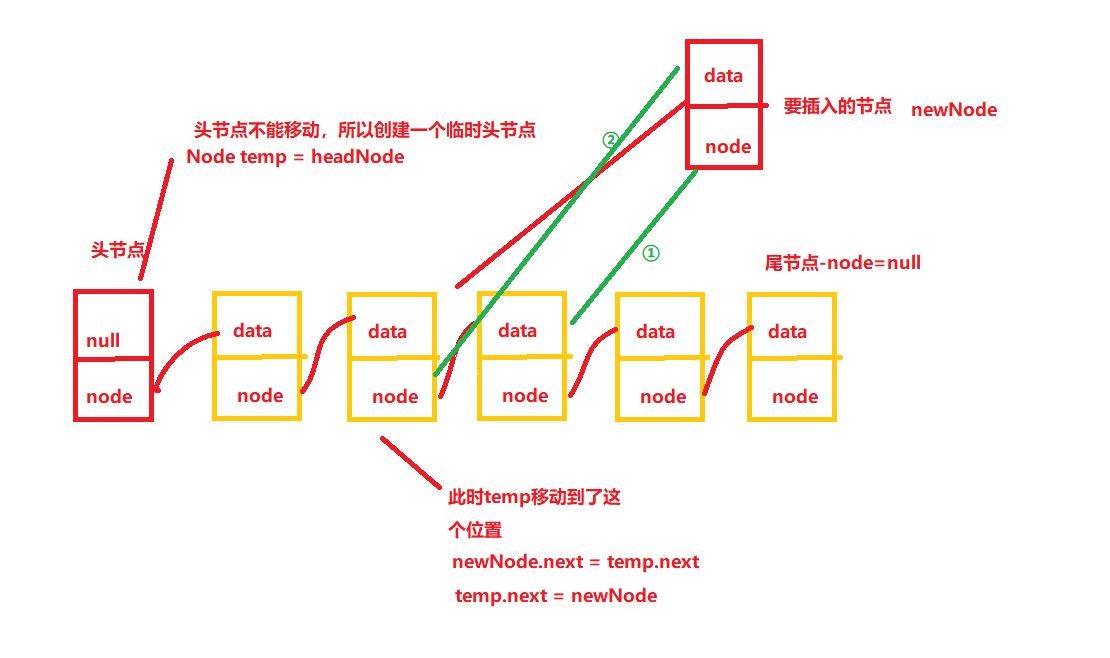 data
要插入的节点 newNode
node
头节点不能移动，所以创建一个临时头节点
Node temp = headNode
②
①
头节点
尾节点-node=null
null
node
data
node
data
node
data
node
data
node
data
node
此时temp移动到了这
个位置
newNode.next = temp.next
temp.next = newNode